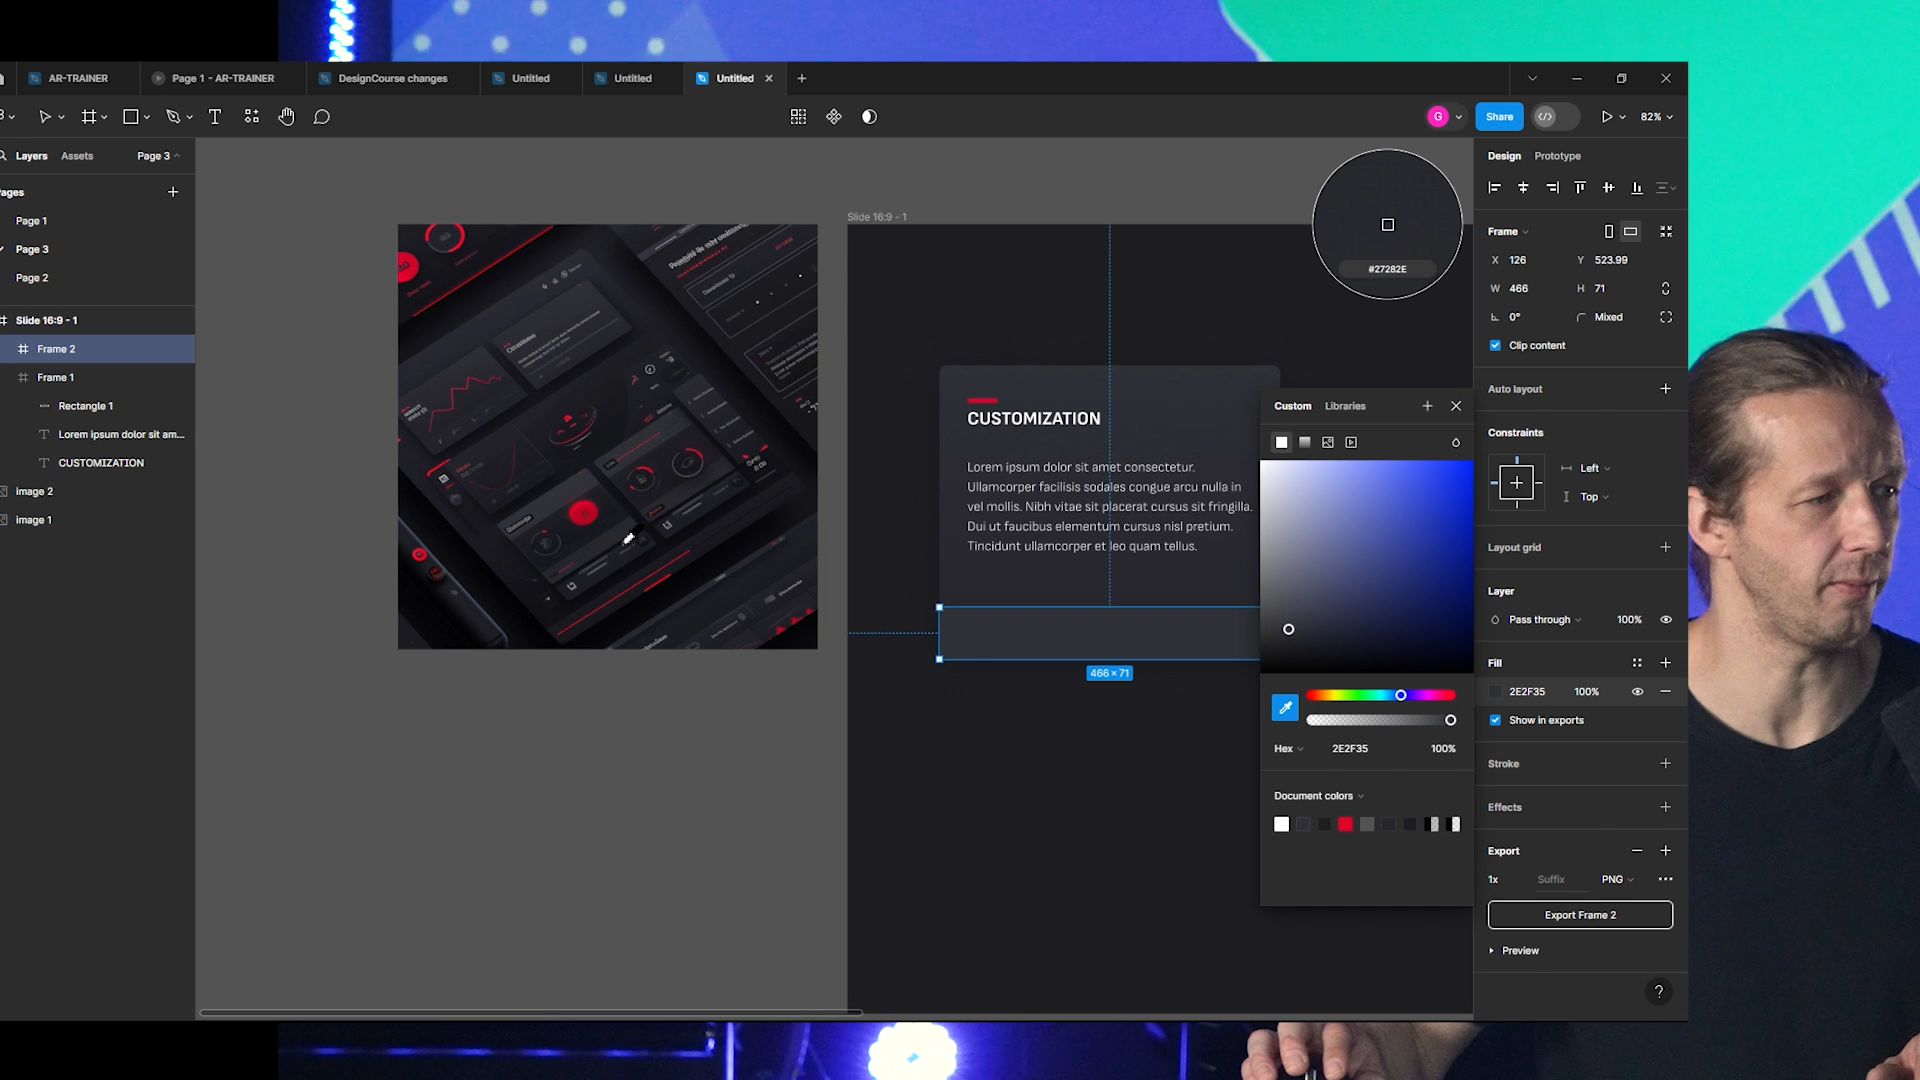 AR-TRAINER
Page 1 - AR-TRAINER
DesignCourse changes
Untitled
Untitled
Untitled
G
Share
82%
Layers
Assets
Page 3
Page 1
Page 3
Page 2
Slide 16:9 - 1
Frame 2
Frame 1
Rectangle 1
Lorem ipsum dolor sit am...
CUSTOMIZATION
image 2
image 1
Slide 16:9 - 1
#27282E
CUSTOMIZATION
Lorem ipsum dolor sit amet consectetur.
Ullamcorper facilisis sodales congue arcu nulla in
vel mollis. Nibh vitae sit placerat cursus sit fringilla.
Dui ut faucibus elementum cursus nisl pretium.
Tincidunt ullamcorper et leo quam tellus.
466 × 71
Custom
Libraries
Hex
2E2F35
100%
Document colors
Design
Prototype
Frame
X 126
Y 523.99
W 466
H 71
0°
Mixed
Clip content
Auto layout
Constraints
Left
Top
Layout grid
Layer
Pass through
100%
Fill
2E2F35
100%
Show in exports
Stroke
Effects
Export
1x
Suffix
PNG
Export Frame 2
Preview
?